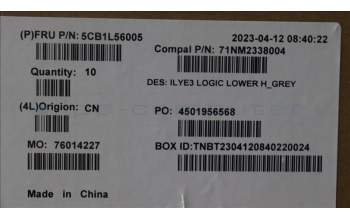 (P)FRU P/N: 5CB1L56005
2023-04-12 08:40:22
Compal P/N: 71NM2338004
Quantity: 10
DES: ILYE3 LOGIC LOWER H_GREY
(4L)Origion: CN
PO: 4501956568
MO: 76014227
BOX ID:TNBT2304120840220024
Made in China